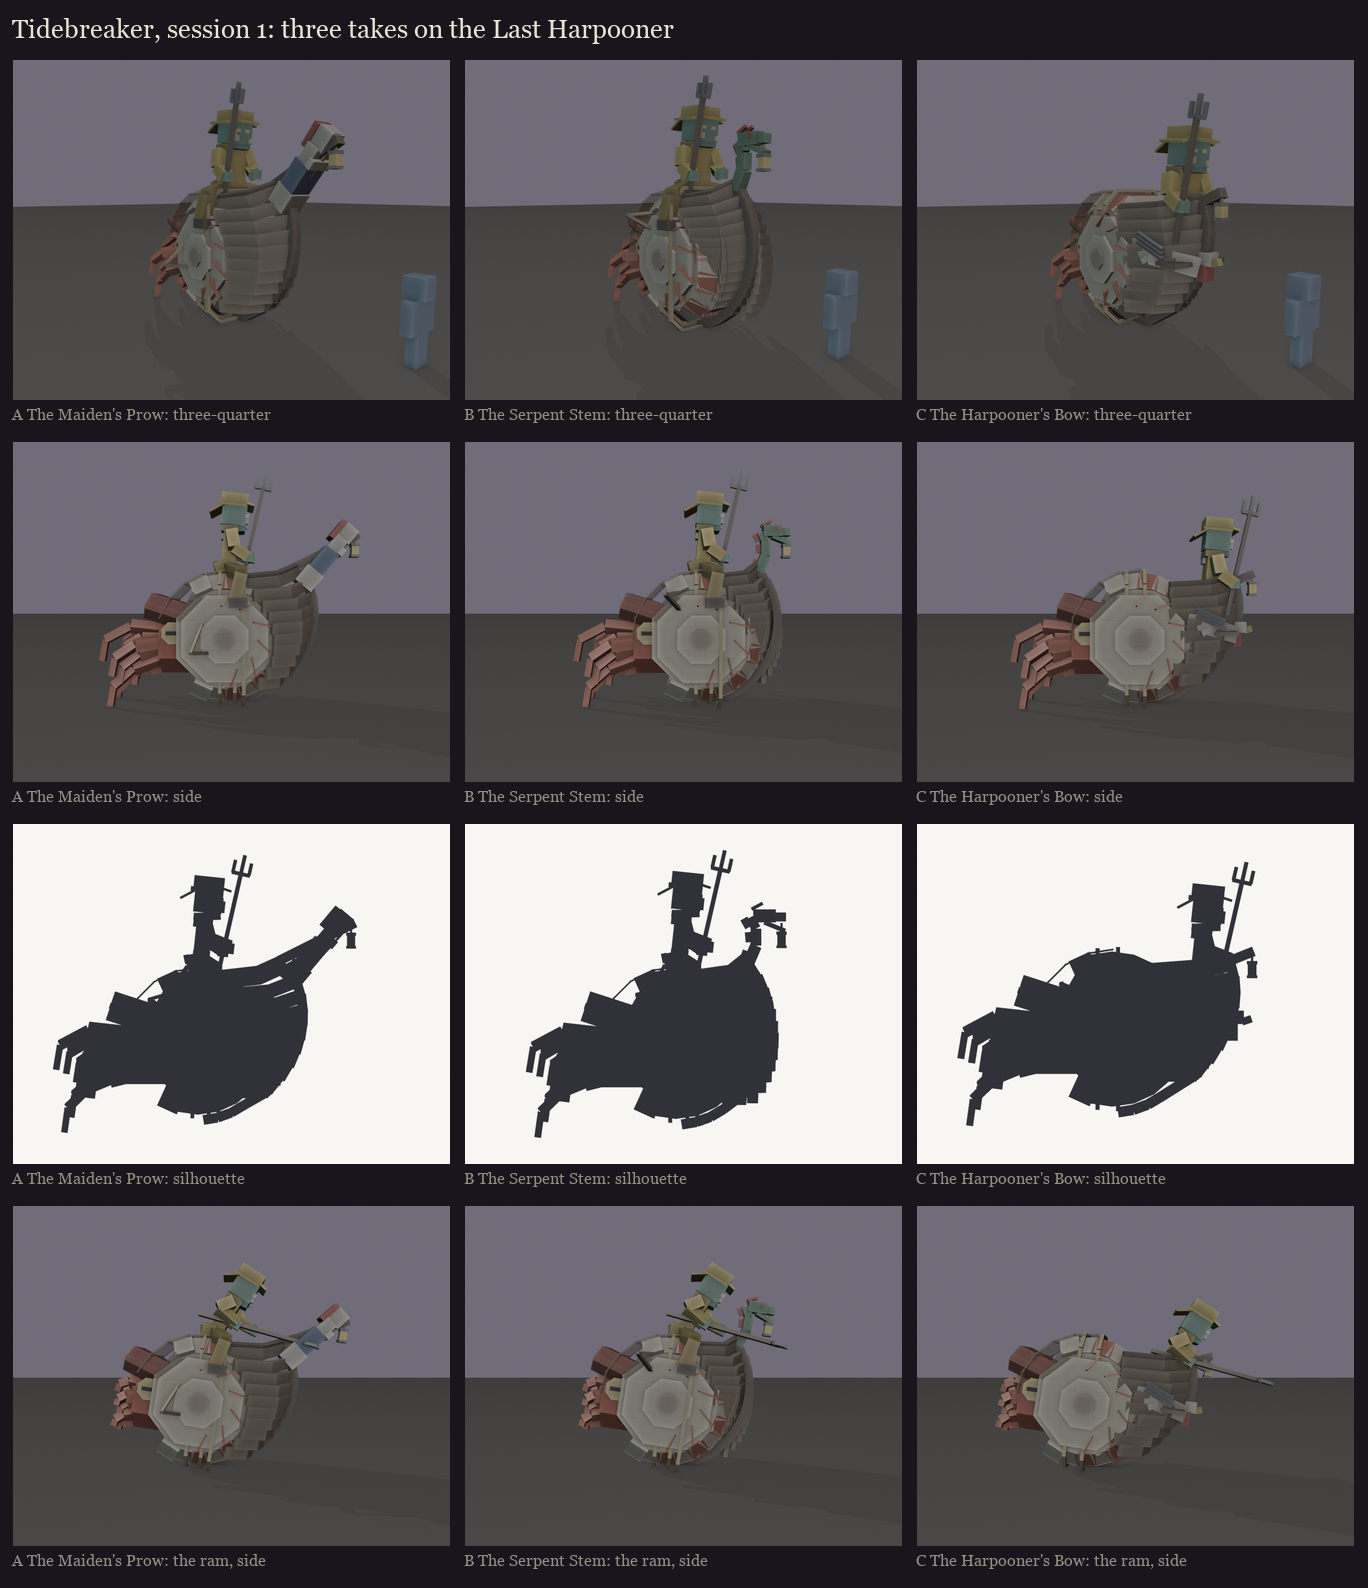 Tidebreaker, session 1: three takes on the Last Harpooner
A The Maiden's Prow: three-quarter
B The Serpent Stem: three-quarter
C The Harpooner's Bow: three-quarter
A The Maiden's Prow: side
B The Serpent Stem: side
C The Harpooner's Bow: side
A The Maiden's Prow: silhouette
B The Serpent Stem: silhouette
C The Harpooner's Bow: silhouette
A The Maiden's Prow: the ram, side
B The Serpent Stem: the ram, side
C The Harpooner's Bow: the ram, side